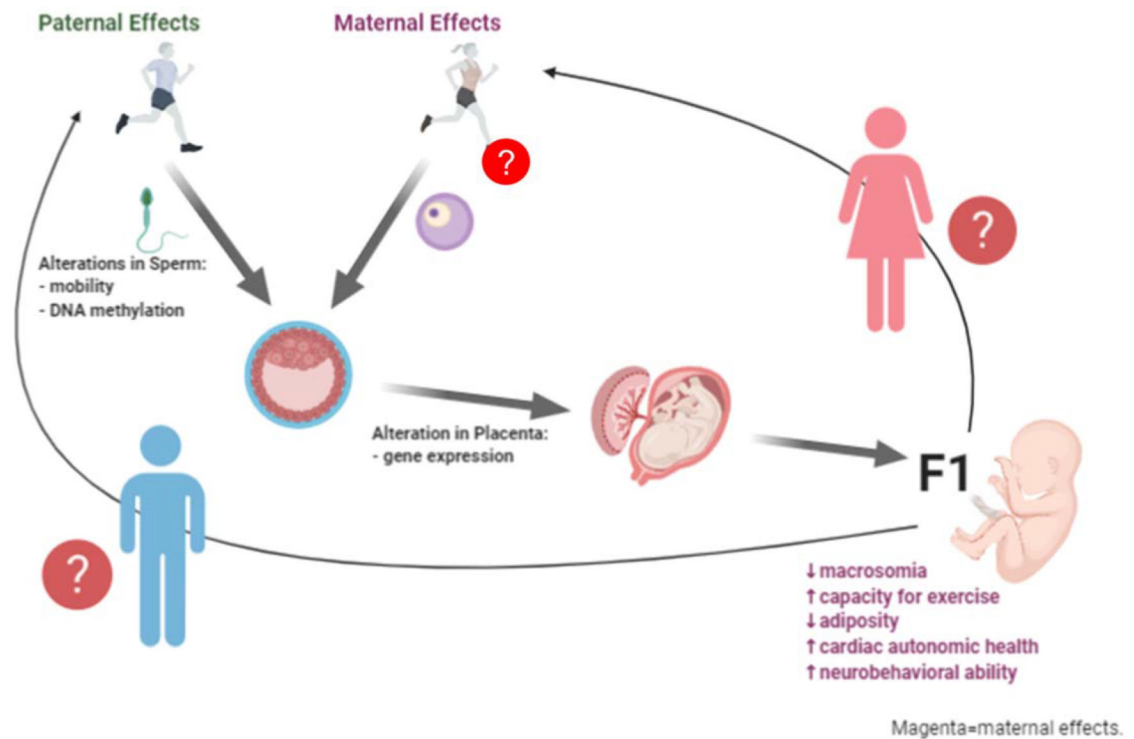 Paternal Effects
Maternal Effects
?
?
Alterations in Sperm:
- mobility
- DNA methylation
Alteration in Placenta:
- gene expression
F1
?
↓macrosomia
↑capacity for exercise
↓adiposity
↑cardiac autonomic health
↑neurobehavioral ability
Magenta=maternal effects.